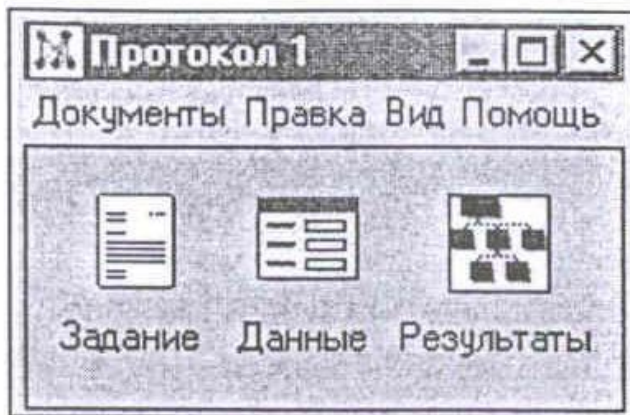 Протокол 1
Документы Правка Вид Помощь
Задание Данные Результаты